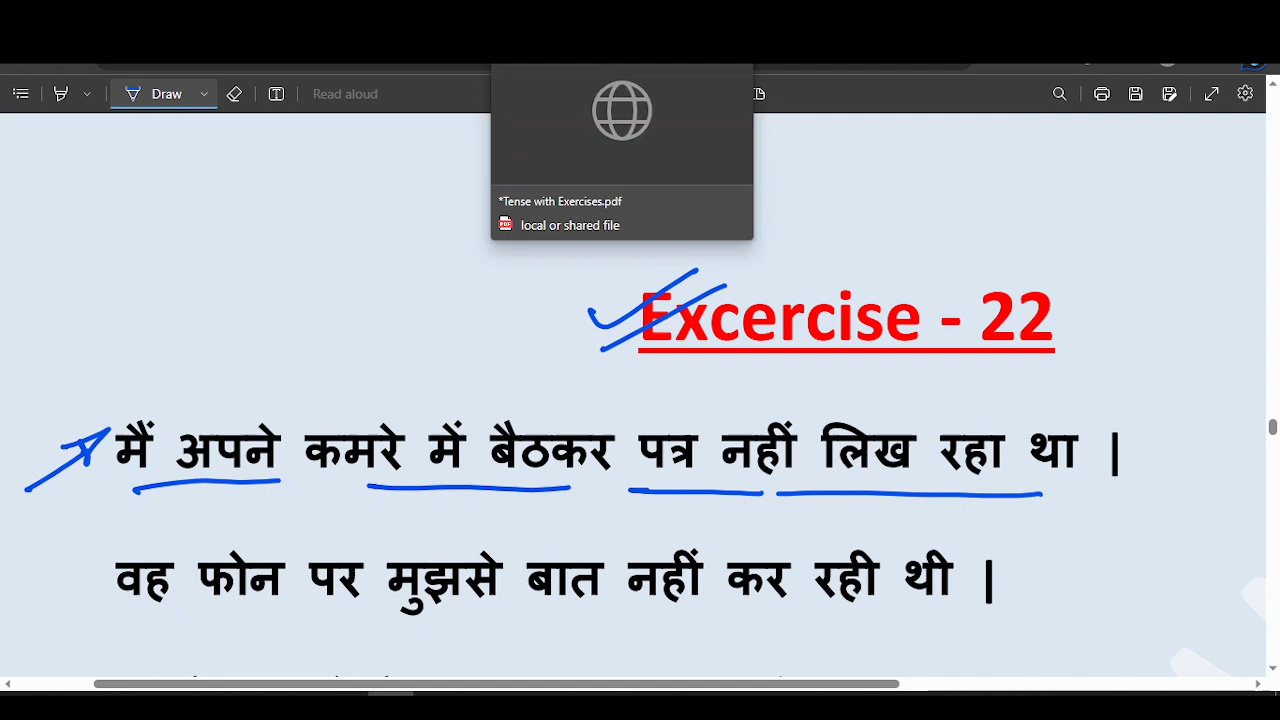 Draw
Read aloud
*Tense with Exercises.pdf
local or shared file
Excercise - 22
मैं अपने कमरे में बैठकर पत्र नहीं लिख रहा था |
वह फोन पर मुझसे बात नहीं कर रही थी |